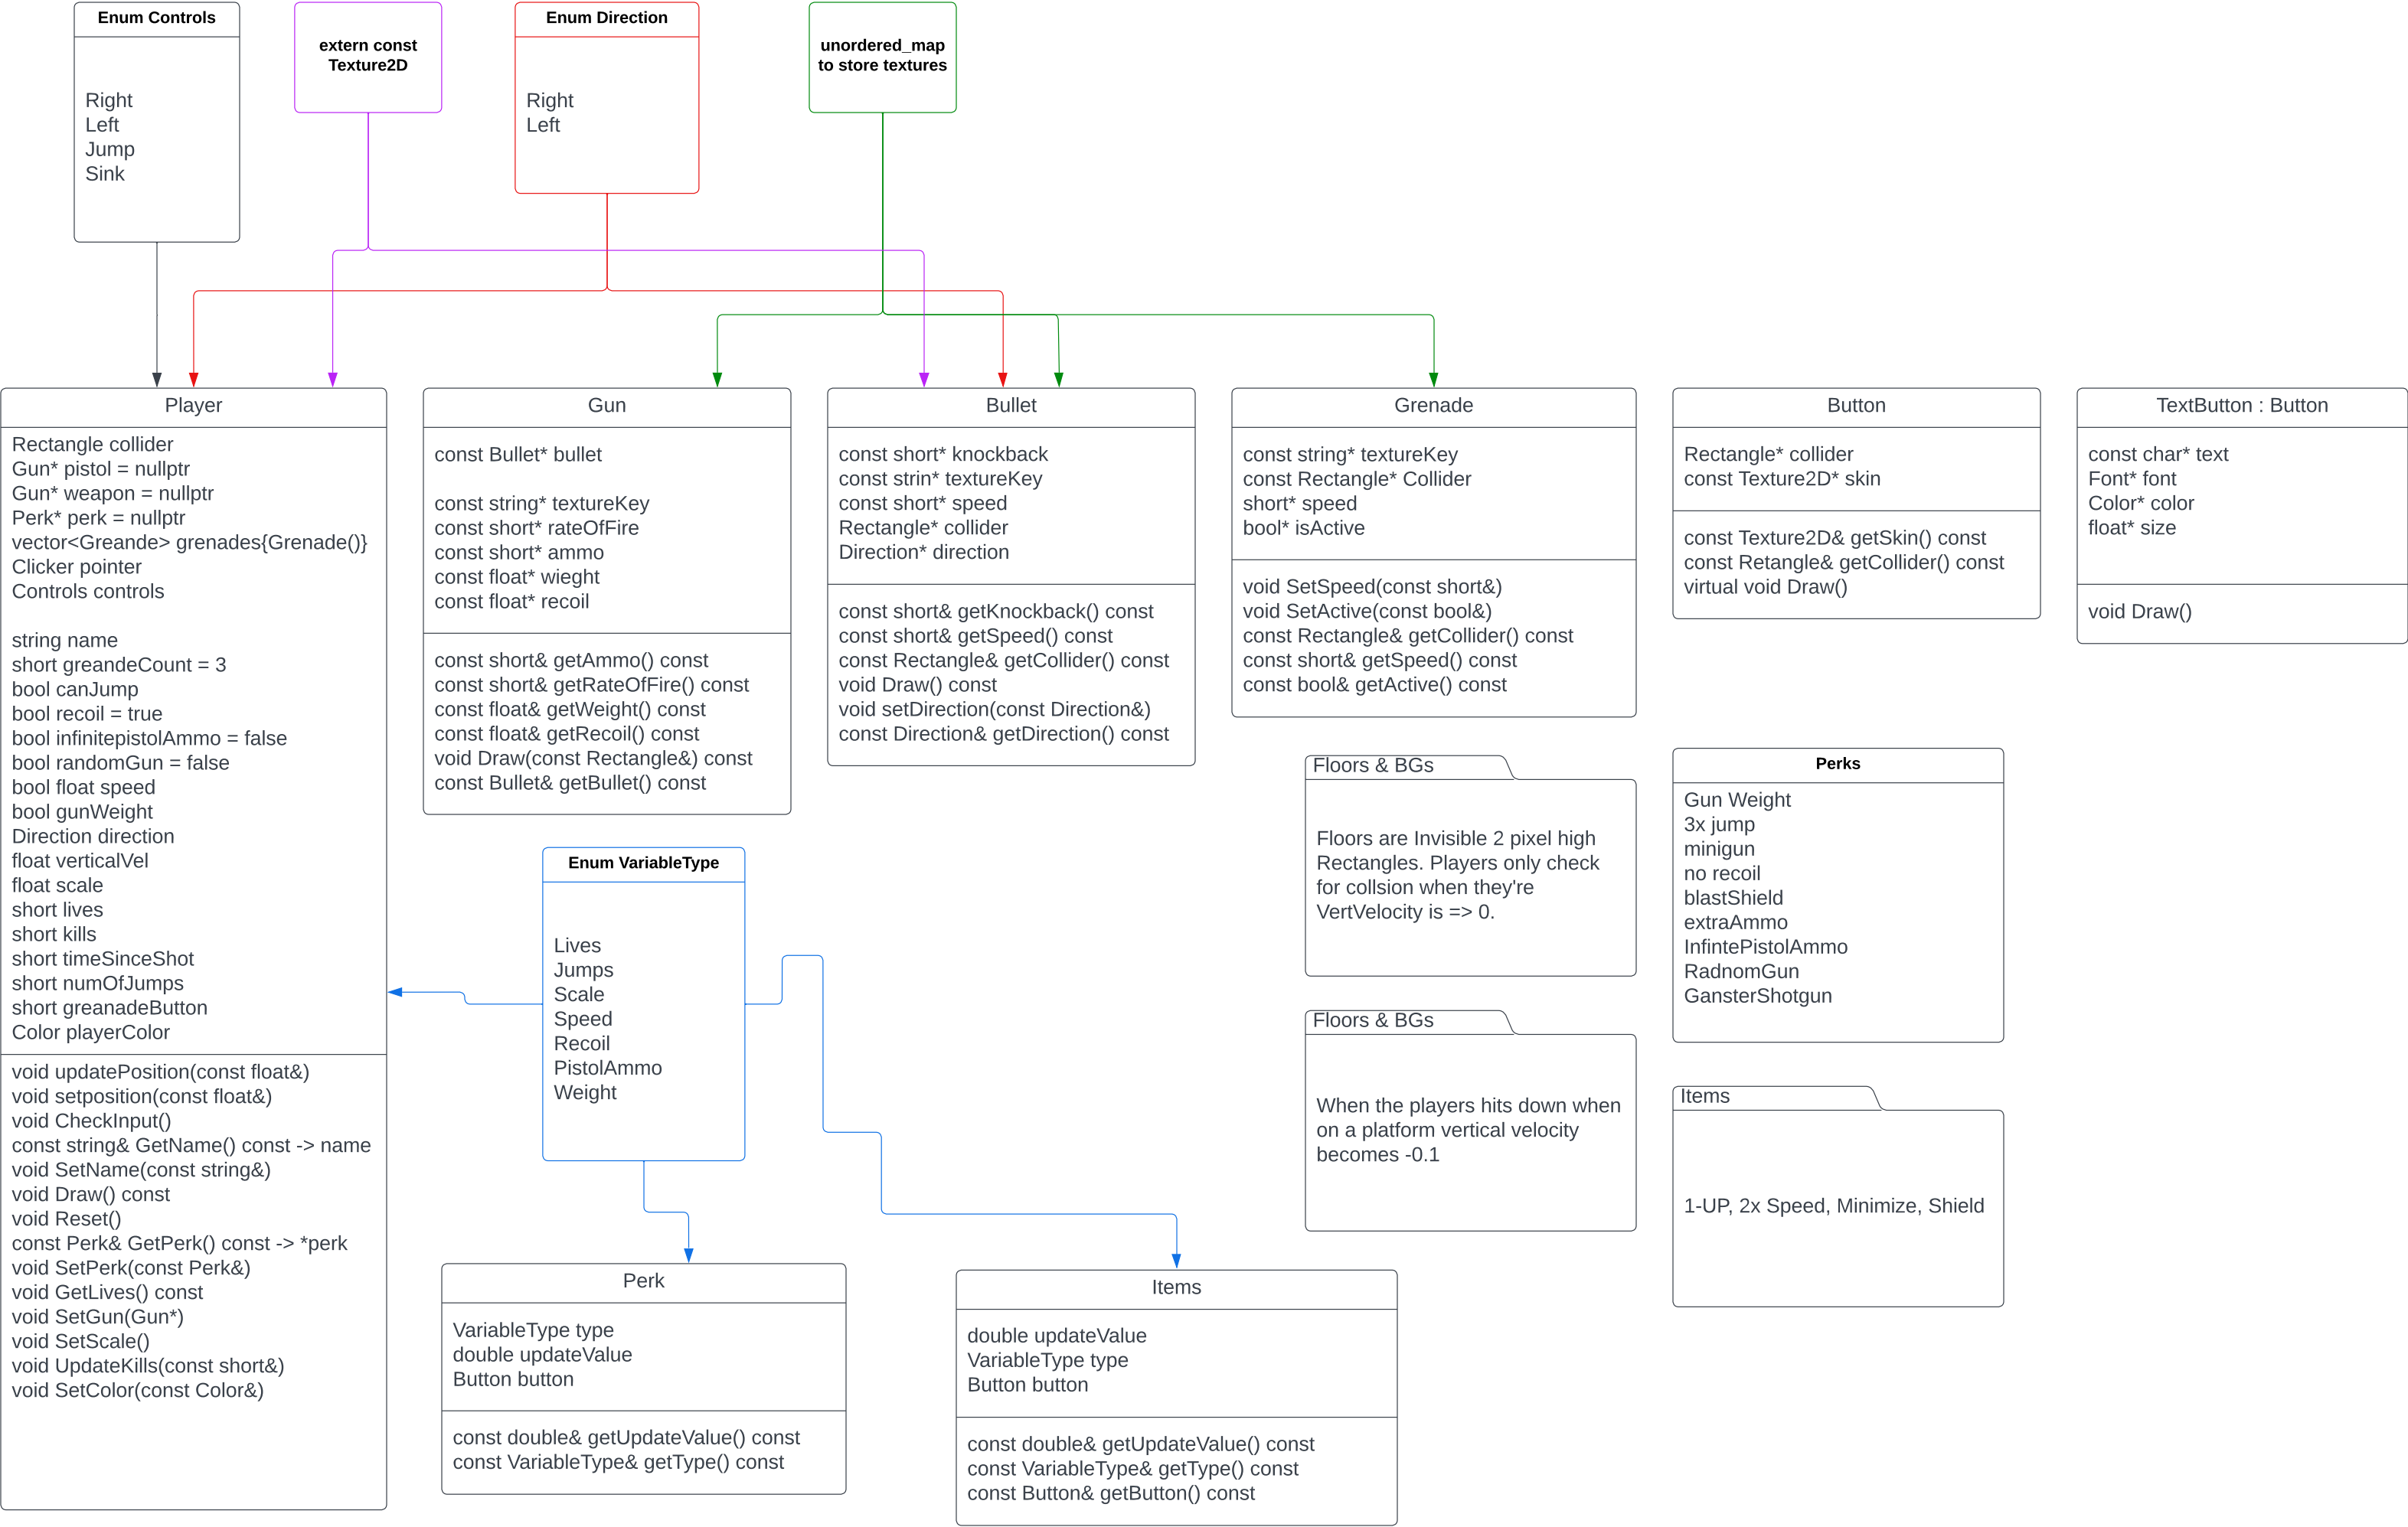 Enum Controls
Right
Left
Jump
Sink
extern const
Texture2D
Enum Direction
Right
Left
unordered_map
to store textures
Player
Rectangle collider
Gun* pistol = nullptr
Gun* weapon = nullptr
Perk* perk = nullptr
vector<Greande> grenades{Grenade()}
Clicker pointer
Controls controls
string name
short greandeCount = 3
bool canJump
bool recoil = true
bool infinitepistolAmmo = false
bool randomGun = false
bool float speed
bool gunWeight
Direction direction
float verticalVel
float scale
short lives
short kills
short timeSinceShot
short numOfJumps
short greanadeButton
Color playerColor
void updatePosition(const float&)
void setposition(const float&)
void CheckInput()
const string& GetName() const -> name
void SetName(const string&)
void Draw() const
void Reset()
const Perk& GetPerk() const -> *perk
void SetPerk(const Perk&)
void GetLives() const
void SetGun(Gun*)
void SetScale()
void UpdateKills(const short&)
void SetColor(const Color&)
Gun
const Bullet* bullet
const string* textureKey
const short* rateOfFire
const short* ammo
const float* wieght
const float* recoil
const short& getAmmo() const
const short& getRateOfFire() const
const float& getWeight() const
const float& getRecoil() const
void Draw(const Rectangle&) const
const Bullet& getBullet() const
Bullet
const short* knockback
const strin* textureKey
const short* speed
Rectangle* collider
Direction* direction
const short& getKnockback() const
const short& getSpeed() const
const Rectangle& getCollider() const
void Draw() const
void setDirection(const Direction&)
const Direction& getDirection() const
Grenade
const string* textureKey
const Rectangle* Collider
short* speed
bool* isActive
void SetSpeed(const short&)
void SetActive(const bool&)
const Rectangle& getCollider() const
const short& getSpeed() const
const bool& getActive() const
Button
Rectangle* collider
const Texture2D* skin
const Texture2D& getSkin() const
const Retangle& getCollider() const
virtual void Draw()
TextButton : Button
const char* text
Font* font
Color* color
float* size
void Draw()
Enum VariableType
Lives
Jumps
Scale
Speed
Recoil
PistolAmmo
Weight
Floors & BGs
Floors are Invisible 2 pixel high
Rectangles. Players only check
for collsion when they're
VertVelocity is => 0.
Perks
Gun Weight
3x jump
minigun
no recoil
blastShield
extraAmmo
InfintePistolAmmo
RadnomGun
GansterShotgun
Floors & BGs
When the players hits down when
on a platform vertical velocity
becomes -0.1
Items
1-UP, 2x Speed, Minimize, Shield
Perk
VariableType type
double updateValue
Button button
const double& getUpdateValue() const
const VariableType& getType() const
Items
double updateValue
VariableType type
Button button
const double& getUpdateValue() const
const VariableType& getType() const
const Button& getButton() const